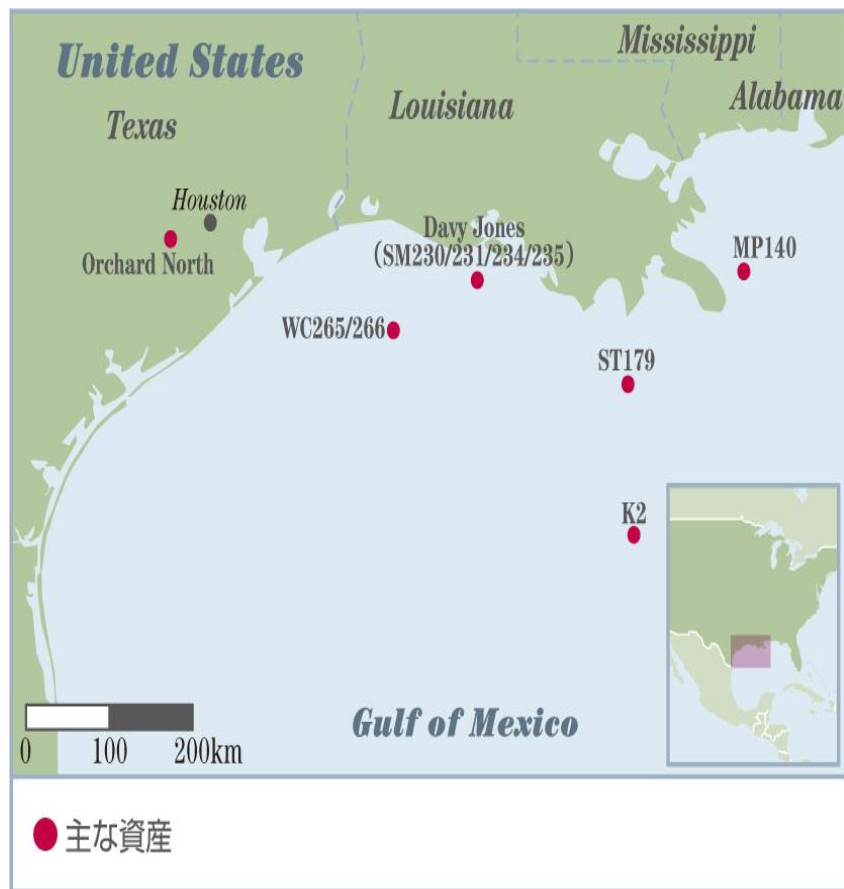 United States
Mississippi
Alabama
Louisiana
Texas
Houston
Orchard North
Davy Jones
(SM230/231/234/235)
MP140
WC265/266
ST179
K2
Gulf of Mexico
0 100 200km
主な資産